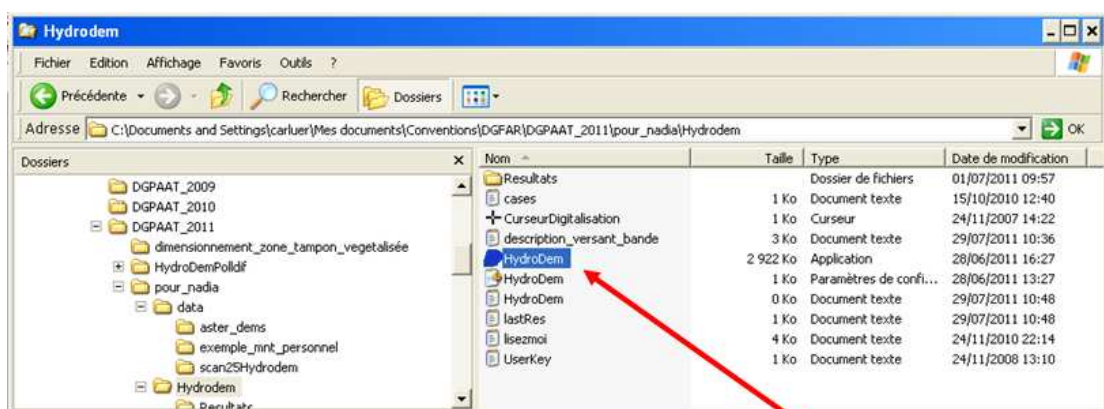 Hydrodem
Fichier Edition Affichage Favoris Outils ?
Précédente Rechercher Dossiers
Adresse C:\Documents and Settings\carluer\Mes documents\Conventions\DGFAR\DGPAAT_2011\pour_nadia\Hydrodem OK
Dossiers
DGPAAT_2009
DGPAAT_2010
DGPAAT_2011
dimensionnement_zone_tampon_vegetalisée
HydroDemPolldif
pour_nadia
data
aster_dems
exemple_mnt_personnel
scan25Hydrodem
Hydrodem
Resultats
Nom Taille Type Date de modification
Resultats Dossier de fichiers 01/07/2011 09:57
cases 1 Ko Document texte 15/10/2010 12:40
CurseurDigitalisation 1 Ko Curseur 24/11/2007 14:22
description_versant_bande 3 Ko Document texte 29/07/2011 10:36
HydroDem 2 922 Ko Application 28/06/2011 16:27
HydroDem 1 Ko Paramètres de confi... 28/06/2011 13:27
HydroDem 0 Ko Document texte 29/07/2011 10:48
lastRes 1 Ko Document texte 29/07/2011 10:48
lisezmoi 4 Ko Document texte 24/11/2010 22:14
UserKey 1 Ko Document texte 24/11/2008 13:10